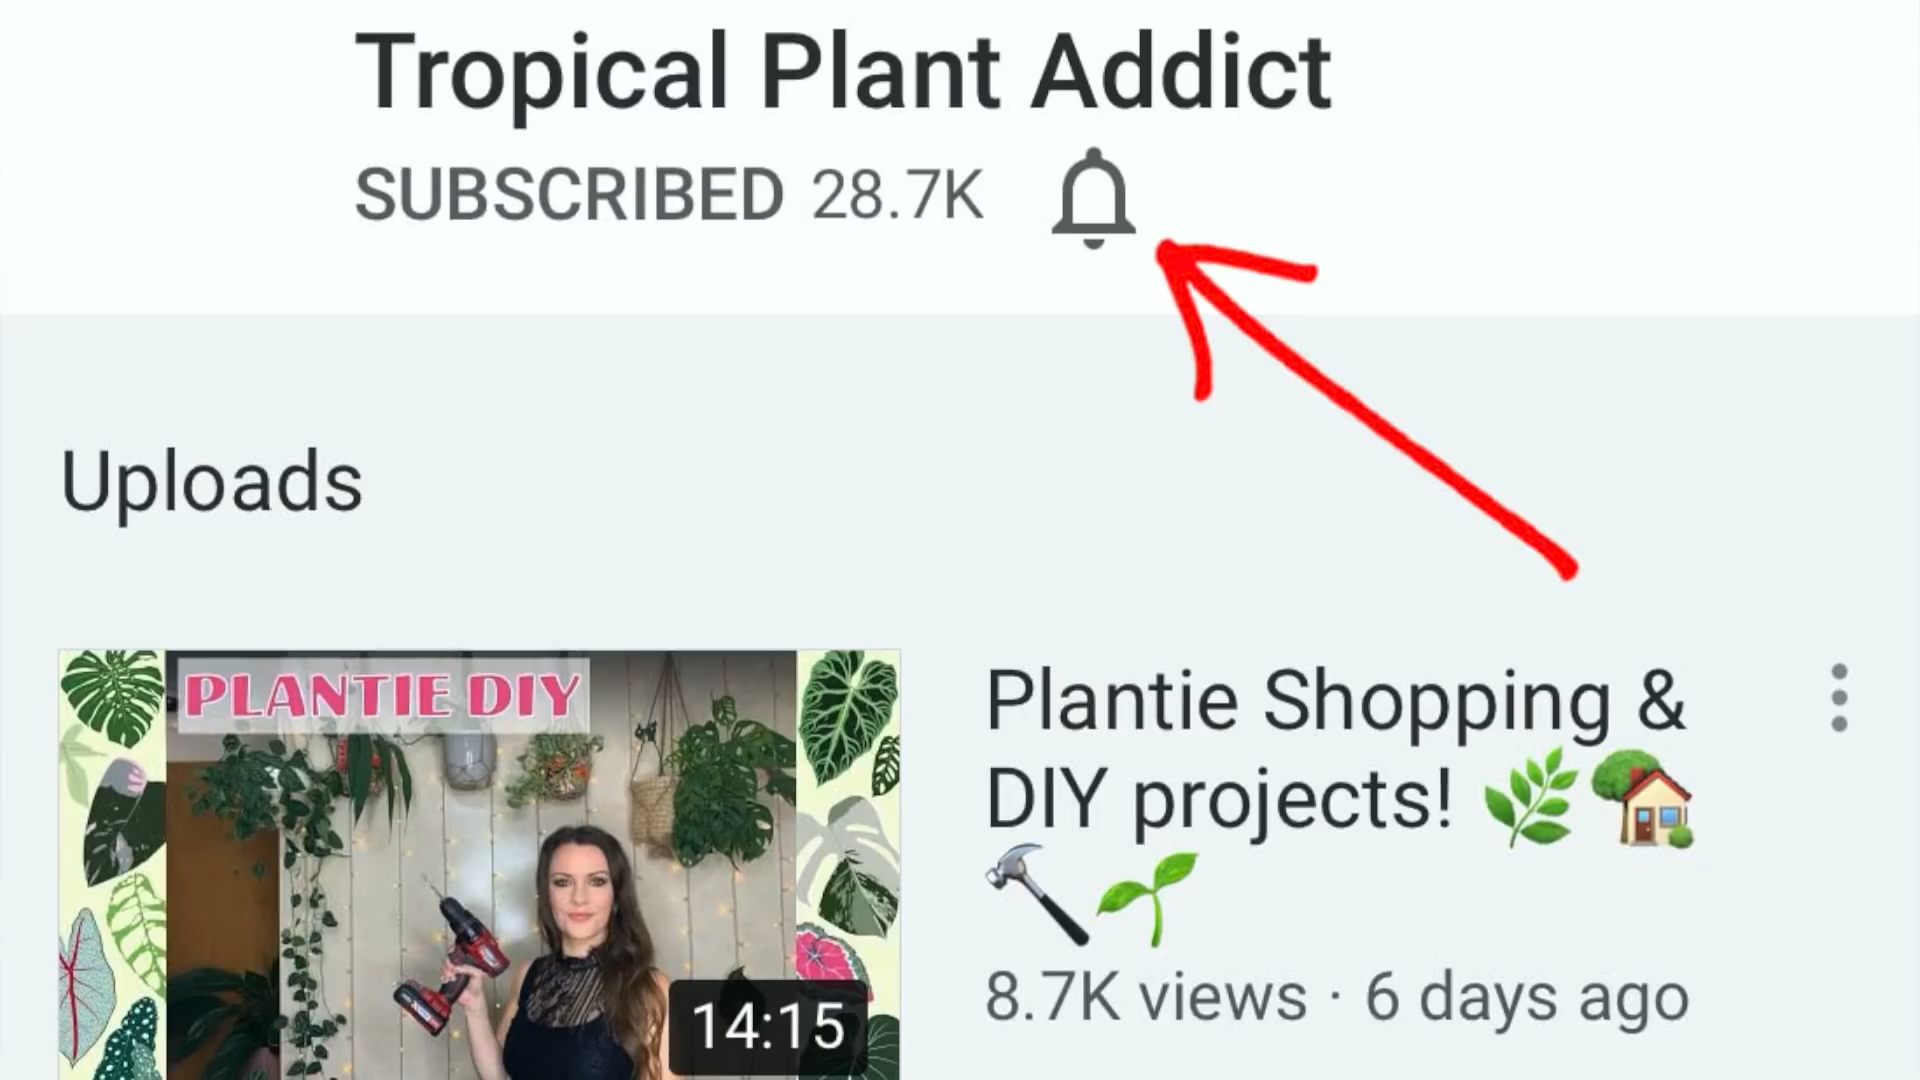 Tropical Plant Addict
SUBSCRIBED 28.7K
Uploads
PLANTIE DIY
14:15
Plantie Shopping &
DIY projects! 🌿🏡
🔨🌱
8.7K views · 6 days ago